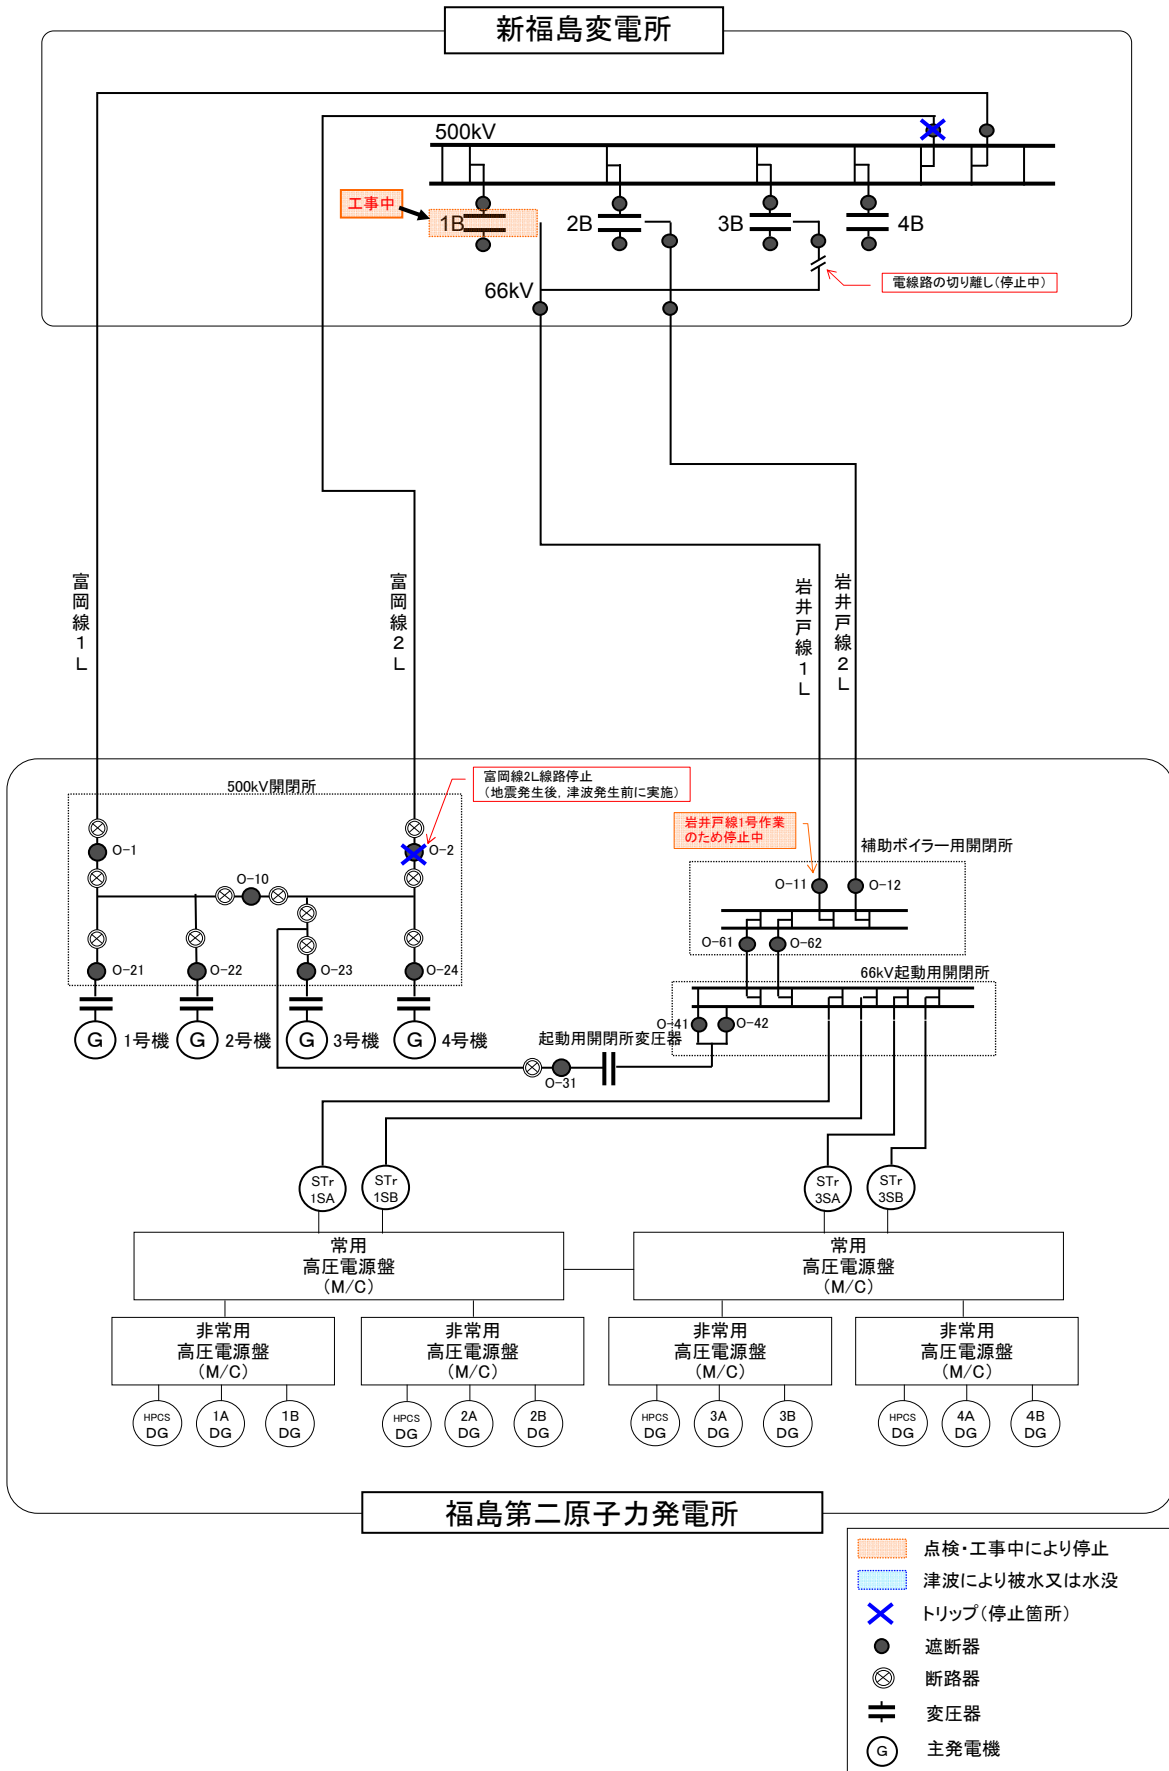 新福島変電所
500kV
工事中
1B
2B
3B
4B
電線路の切り離し(停止中)
66kV
富岡線1L
富岡線2L
岩井戸線1L
岩井戸線2L
500kV開閉所
富岡線2L線路停止
(地震発生後,津波発生前に実施)
岩井戸線1号作業
のため停止中
補助ボイラー用開閉所
O-1
O-2
O-10
O-11
O-12
O-61
O-62
O-21
O-22
O-23
O-24
66kV起動用開閉所
G 1号機
G 2号機
G 3号機
G 4号機
起動用開閉所変圧器
O-41
O-42
O-31
STr
1SA
STr
1SB
STr
3SA
STr
3SB
常用
高圧電源盤
(M/C)
常用
高圧電源盤
(M/C)
非常用
高圧電源盤
(M/C)
非常用
高圧電源盤
(M/C)
非常用
高圧電源盤
(M/C)
非常用
高圧電源盤
(M/C)
HPCS
DG
1A
DG
1B
DG
HPCS
DG
2A
DG
2B
DG
HPCS
DG
3A
DG
3B
DG
HPCS
DG
4A
DG
4B
DG
福島第二原子力発電所
点検・工事中により停止
津波により被水又は水没
トリップ(停止箇所)
遮断器
断路器
変圧器
G 主発電機